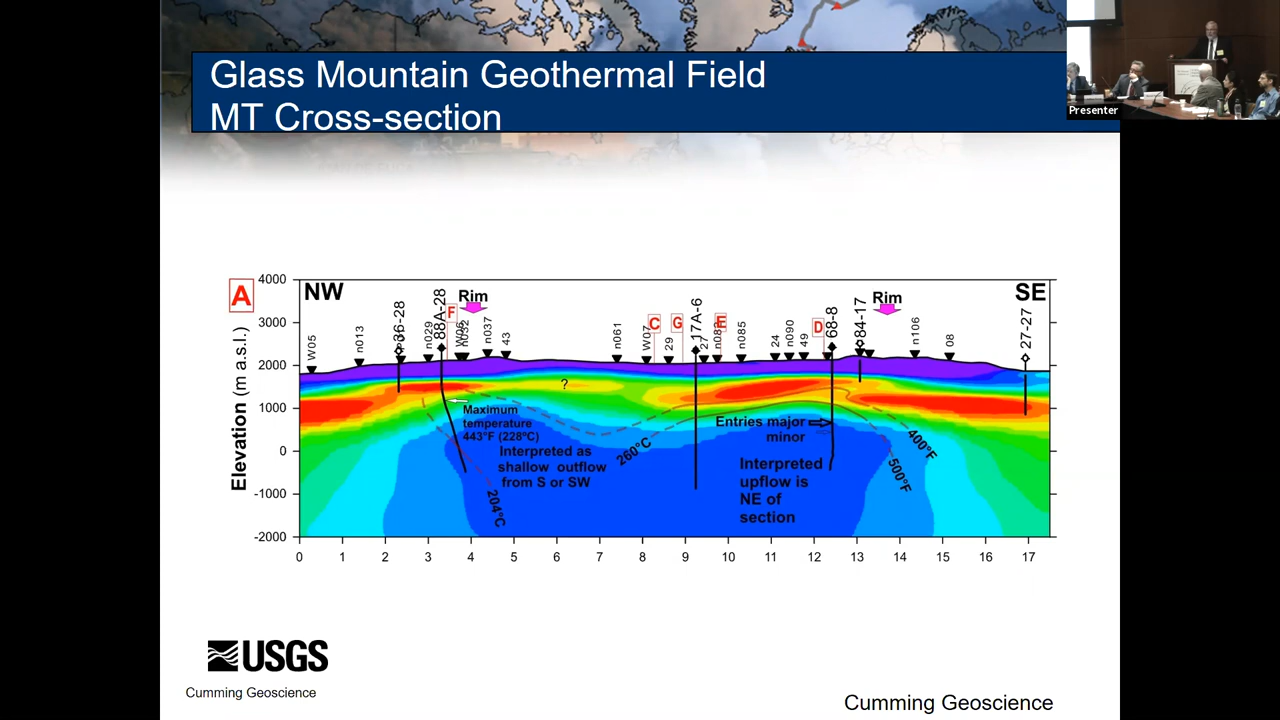 Glass Mountain Geothermal Field
MT Cross-section
Presenter
A
NW
SE
Rim
Rim
4000
3000
2000
1000
0
-1000
-2000
Elevation (m a.s.l.)
W05
n013
36-28
n029
88A-28
F
n037
43
n061
W07
C
29
G
17A-6
27
E
n085
24
n090
49
D
68-8
84-17
n106
08
27-27
?
Maximum
temperature
443°F (228°C)
Interpreted as
shallow outflow
from S or SW
204°C
260°C
Entries major
minor
Interpreted
upflow is
NE of
section
400°F
500°F
0 1 2 3 4 5 6 7 8 9 10 11 12 13 14 15 16 17
USGS
Cumming Geoscience
Cumming Geoscience